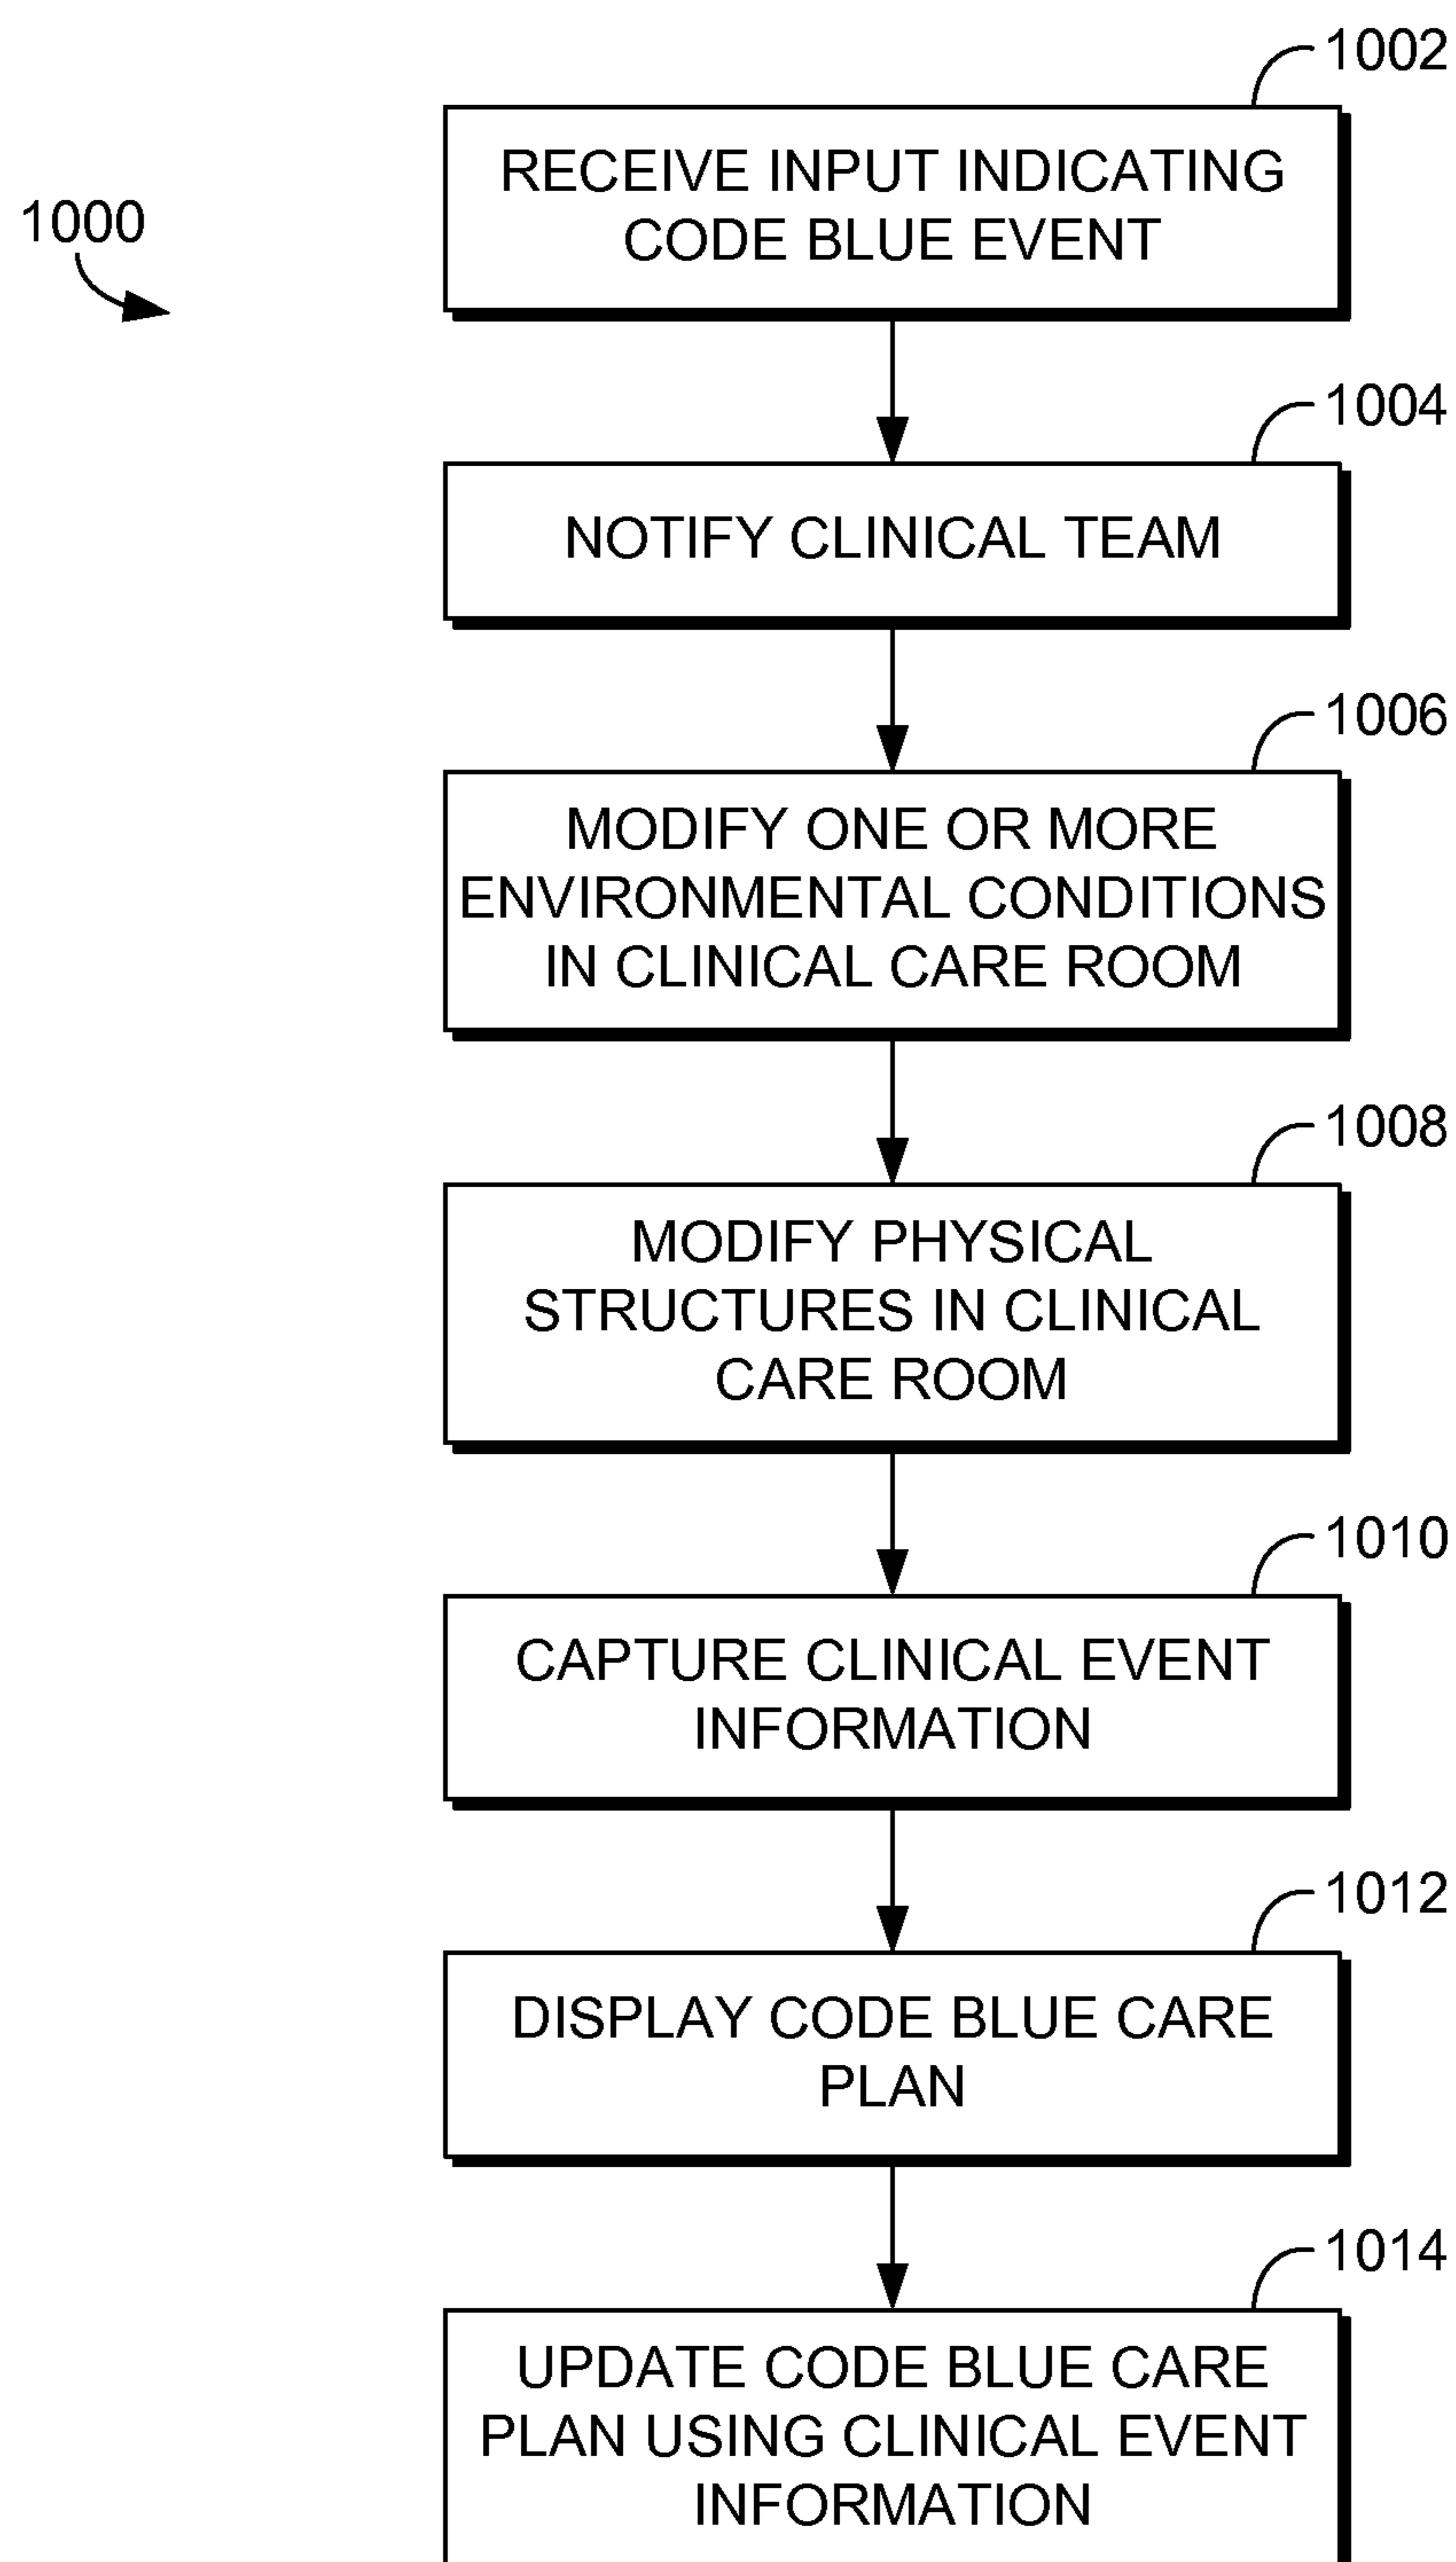 1002
RECEIVE INPUT INDICATING
CODE BLUE EVENT
1000
1004
NOTIFY CLINICAL TEAM
1006
MODIFY ONE OR MORE
ENVIRONMENTAL CONDITIONS
IN CLINICAL CARE ROOM
1008
MODIFY PHYSICAL
STRUCTURES IN CLINICAL
CARE ROOM
1010
CAPTURE CLINICAL EVENT
INFORMATION
1012
DISPLAY CODE BLUE CARE
PLAN
1014
UPDATE CODE BLUE CARE
PLAN USING CLINICAL EVENT
INFORMATION